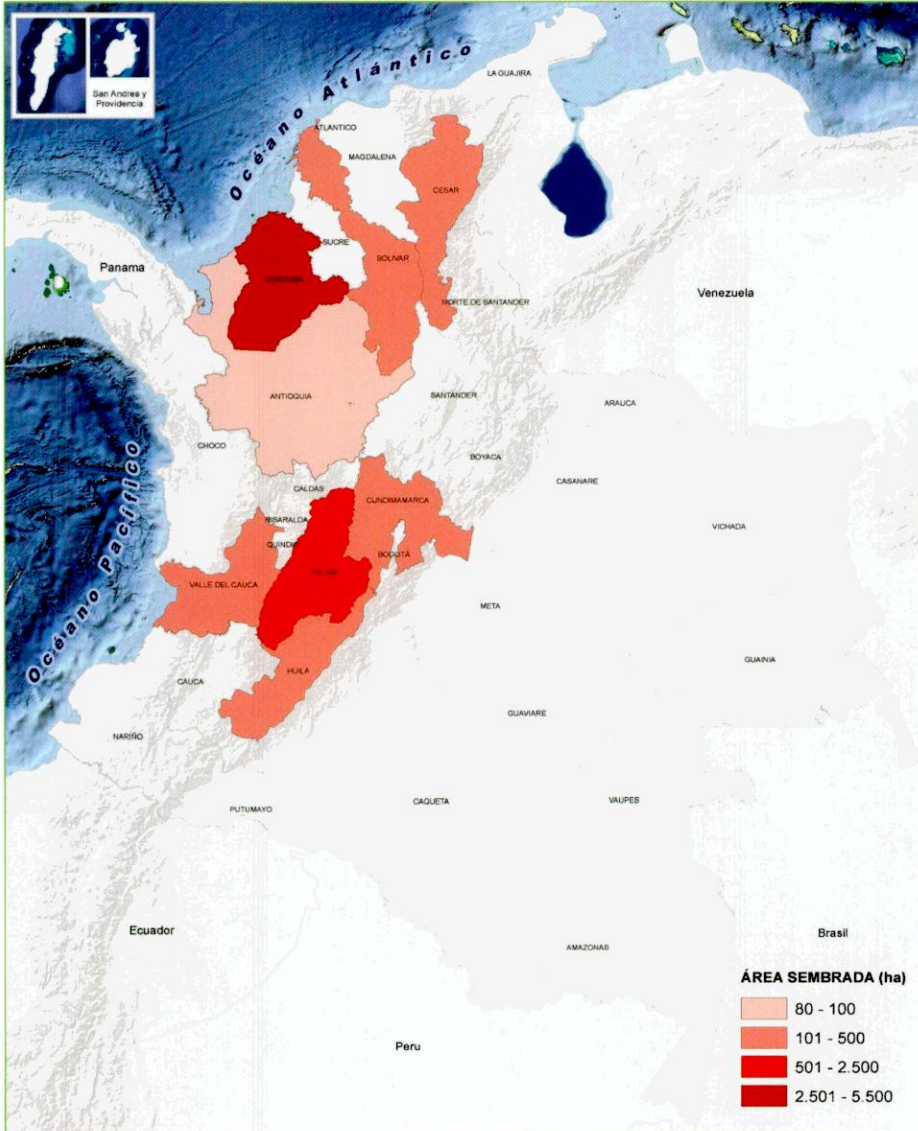 San Andres y
Providencia
Océano Atlántico
LA GUAJIRA
ATLANTICO
MAGDALENA
CESAR
SUCRE
BOLIVAR
Panama
CORDOBA
Venezuela
NORTE DE SANTANDER
ANTIOQUIA
SANTANDER
ARAUCA
CHOCO
BOYACA
CASANARE
CALDAS
CUNDIMAMARCA
RISARALDA
VICHADA
QUINDIO
BOGOTÁ
TOLIMA
VALLE DEL CAUCA
META
Océano Pacífico
GUAINIA
HUILA
CAUCA
GUAVIARE
NARIÑO
PUTUMAYO
CAQUETA
VAUPES
Ecuador
Brasil
AMAZONAS
ÁREA SEMBRADA (ha)
80 - 100
101 - 500
501 - 2.500
2.501 - 5.500
Peru